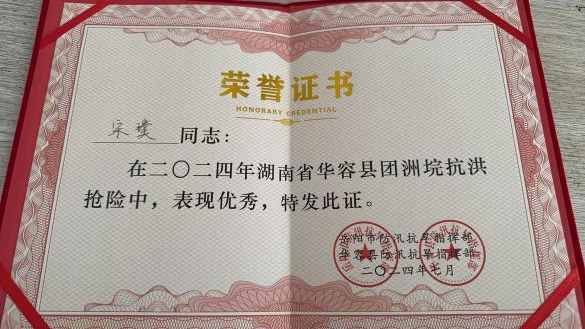 荣誉证书
HONORARY CREDENTIAL
同志：
在二〇二四年湖南省华容县团洲垸抗洪
抢险中，表现优秀，特发此证。
岳阳市防汛抗旱指挥部
华容县防汛抗旱指挥部
二〇二四年七月